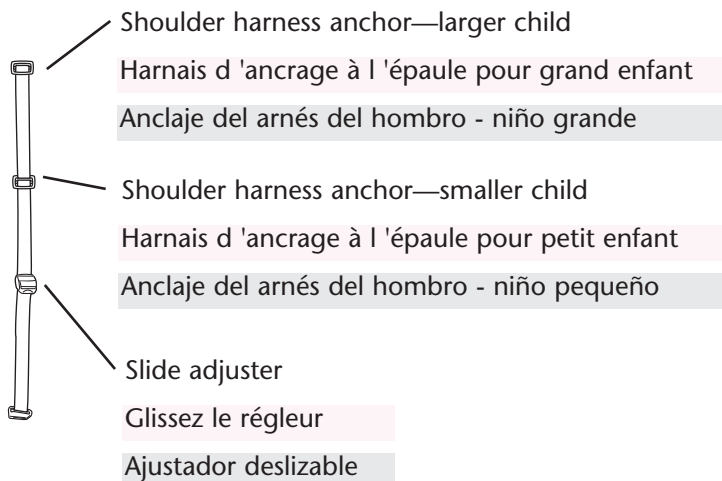 Shoulder harness anchor—larger child
Harnais d 'ancrage à l 'épaule pour grand enfant
Anclaje del arnés del hombro - niño grande
Shoulder harness anchor—smaller child
Harnais d 'ancrage à l 'épaule pour petit enfant
Anclaje del arnés del hombro - niño pequeño
Slide adjuster
Glissez le régleur
Ajustador deslizable